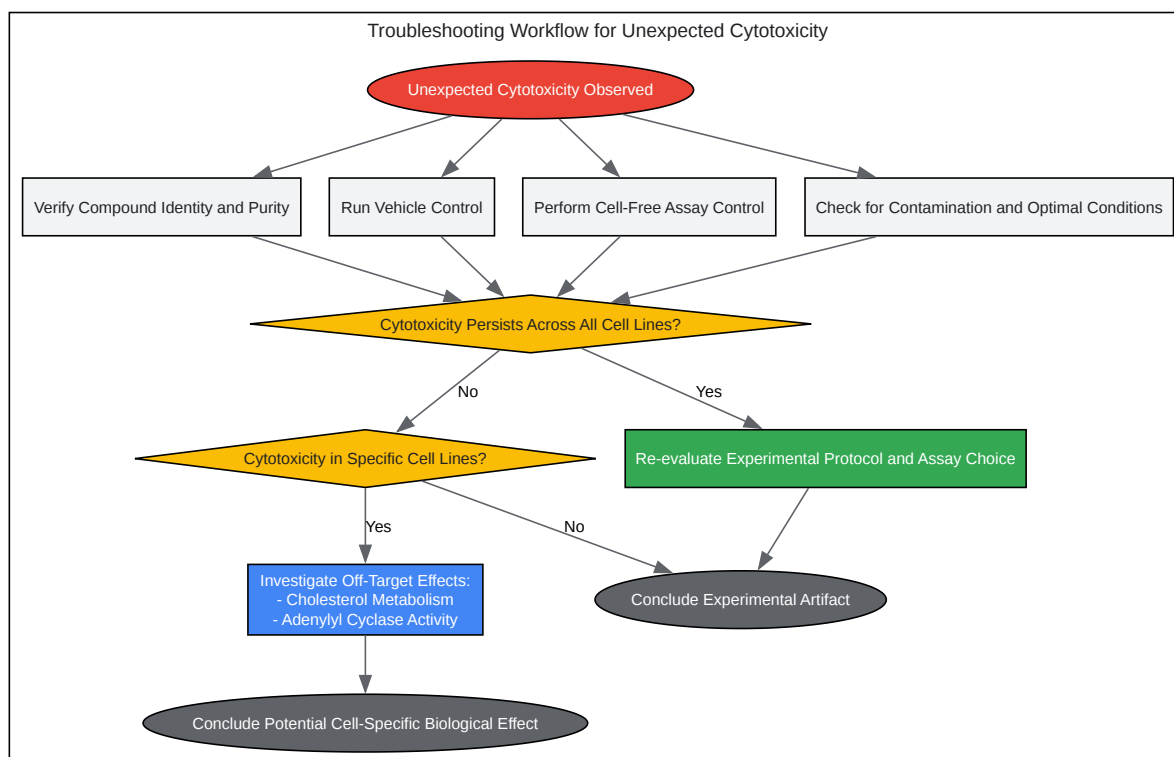 Troubleshooting Workflow for Unexpected Cytotoxicity
Unexpected Cytotoxicity Observed
Verify Compound Identity and Purity
Run Vehicle Control
Perform Cell-Free Assay Control
Check for Contamination and Optimal Conditions
Cytotoxicity Persists Across All Cell Lines?
No
Yes
Cytotoxicity in Specific Cell Lines?
Re-evaluate Experimental Protocol and Assay Choice
Yes
No
Investigate Off-Target Effects:
- Cholesterol Metabolism
- Adenylyl Cyclase Activity
Conclude Experimental Artifact
Conclude Potential Cell-Specific Biological Effect